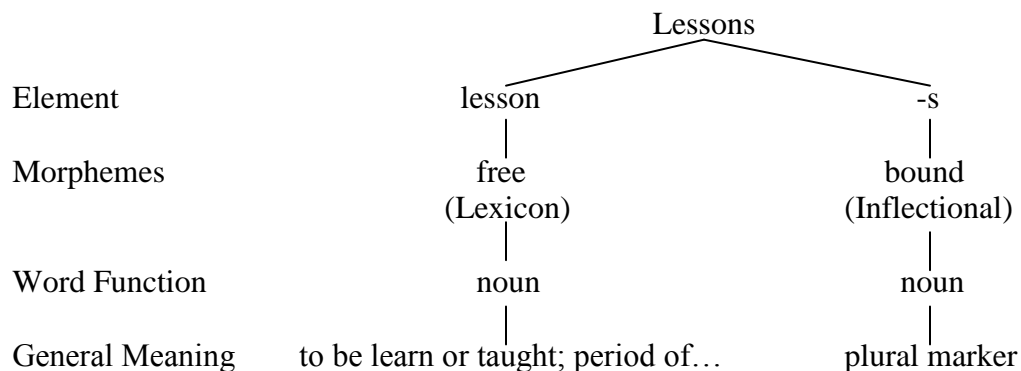 Lessons
Element lesson -s
Morphemes free bound
(Lexicon) (Inflectional)
Word Function noun noun
General Meaning to be learn or taught; period of… plural marker